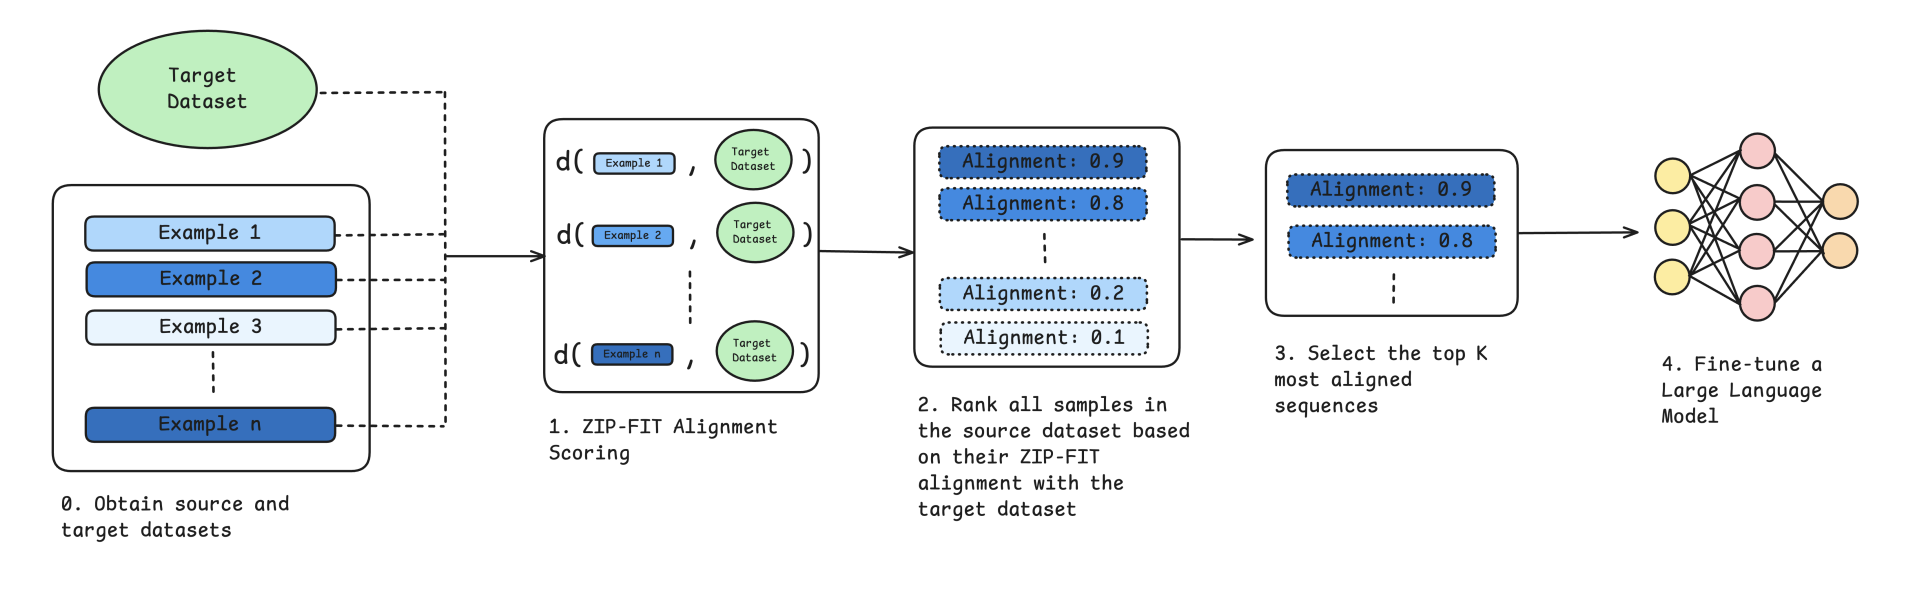 Target
Dataset
Example 1
Example 2
Example 3
Example n
0. Obtain source and
target datasets
d( Example 1 , Target
Dataset )
d( Example 2 , Target
Dataset )
d( Example n , Target
Dataset )
1. ZIP-FIT Alignment
Scoring
Alignment: 0.9
Alignment: 0.8
Alignment: 0.2
Alignment: 0.1
2. Rank all samples in
the source dataset based
on their ZIP-FIT
alignment with the
target dataset
Alignment: 0.9
Alignment: 0.8
3. Select the top K
most aligned
sequences
4. Fine-tune a
Large Language
Model